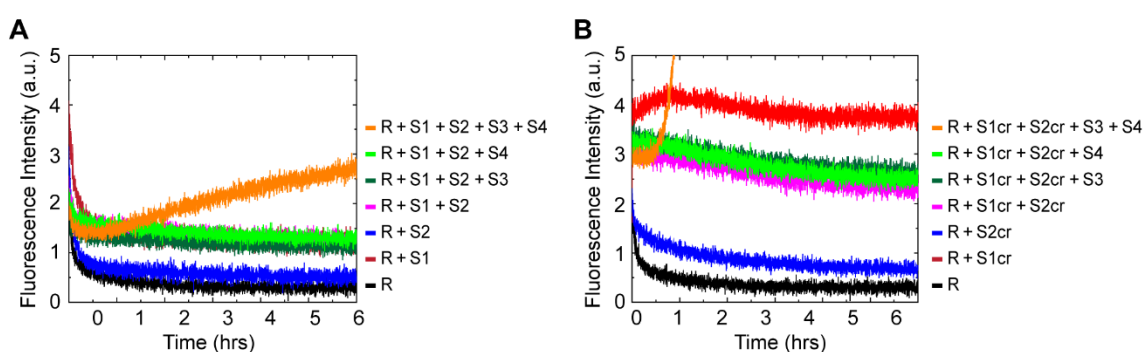 A
Fluorescence Intensity (a.u.)
5
4
3
2
1
0
0 1 2 3 4 5 6
Time (hrs)
R + S1 + S2 + S3 + S4
R + S1 + S2 + S4
R + S1 + S2 + S3
R + S1 + S2
R + S2
R + S1
R
B
Fluorescence Intensity (a.u.)
5
4
3
2
1
0
0 1 2 3 4 5 6
Time (hrs)
R + S1cr + S2cr + S3 + S4
R + S1cr + S2cr + S4
R + S1cr + S2cr + S3
R + S1cr + S2cr
R + S2cr
R + S1cr
R